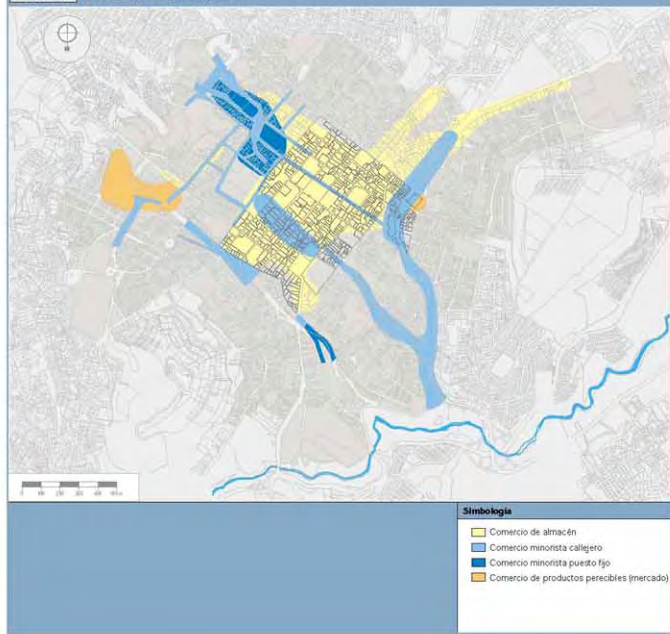 Simbología
Comercio de almacén
Comercio minorista callejero
Comercio minorista puesto fijo
Comercio de productos perecibles (mercado)